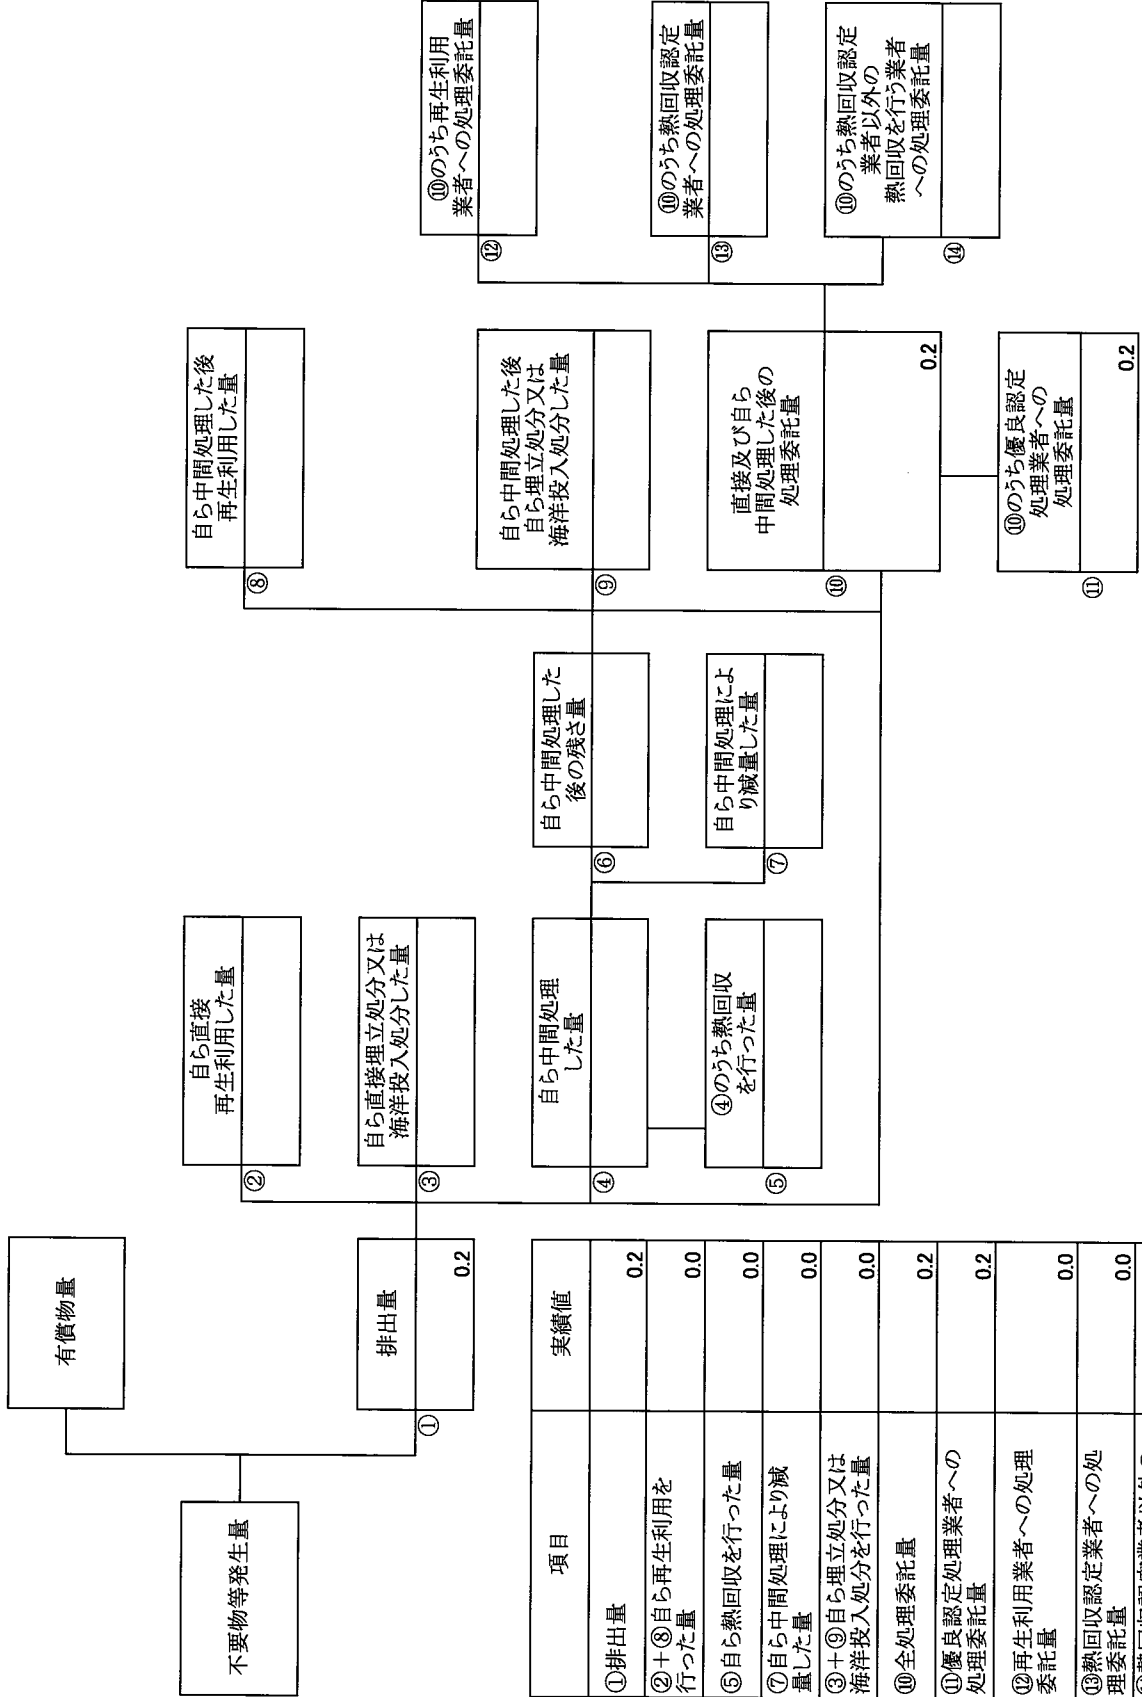 不要物等発生量
有償物量
排出量
①
0.2
自ら直接
再生利用した量
②
自ら直接埋立処分又は
海洋投入処分した量
③
自ら中間処理
した量
④
④のうち熱回収
を行った量
⑤
自ら中間処理した
後の残さ量
⑥
自ら中間処理によ
り減量した量
⑦
自ら中間処理した後
再生利用した量
⑧
自ら中間処理した後
自ら埋立処分又は
海洋投入処分した量
⑨
直接及び自ら
中間処理した後の
処理委託量
⑩
0.2
⑩のうち優良認定
処理業者への
処理委託量
⑪
0.2
⑩のうち再生利用
業者への処理委託量
⑫
⑩のうち熱回収認定
業者への処理委託量
⑬
⑩のうち熱回収認定
業者以外の
熱回収を行う業者
への処理委託量
⑭
項目 実績値
①排出量 0.2
②+⑧自ら再生利用を
行った量 0.0
⑤自ら熱回収を行った量 0.0
⑦自ら中間処理により減
量した量 0.0
③+⑨自ら埋立処分又は
海洋投入処分を行った量 0.0
⑩全処理委託量 0.2
⑪優良認定処理業者への
処理委託量 0.2
⑫再生利用業者への処理
委託量 0.0
⑬熱回収認定業者への処
理委託量 0.0